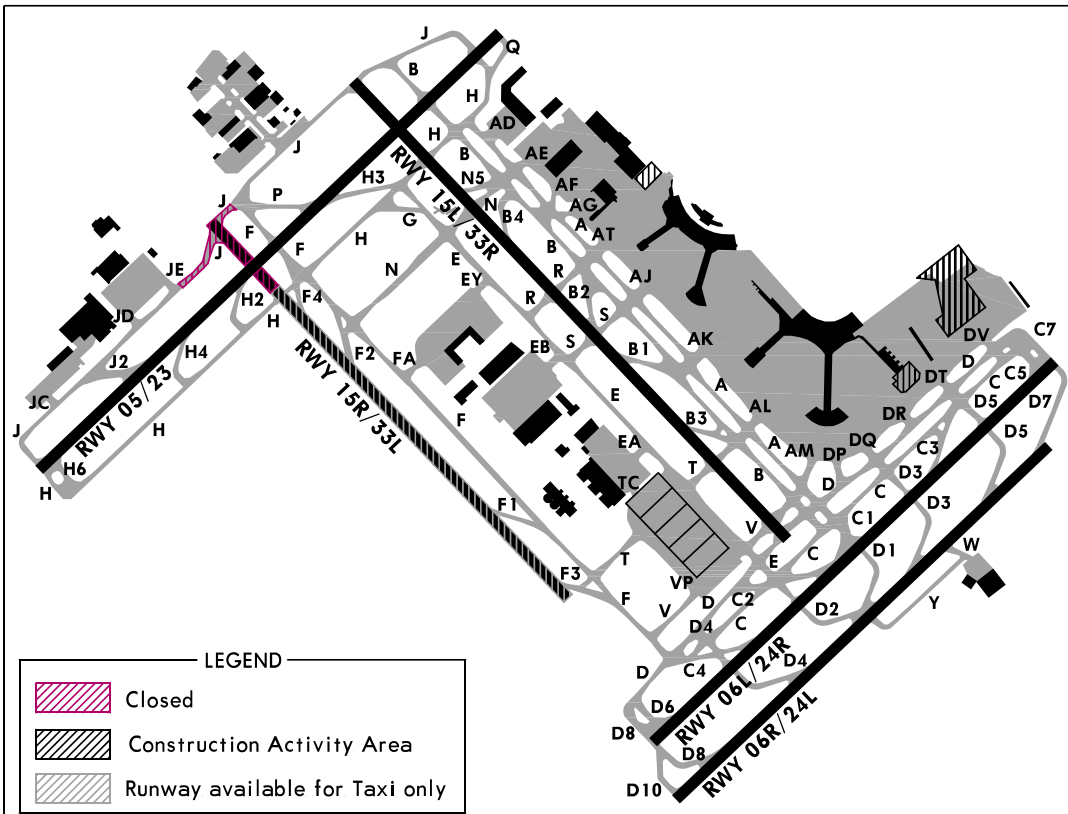 J
Q
B
H
AD
H
J
B
AE
RWY 15L/33R
H3
N5
AF
P
N
AG
J
G
B4
A
AT
F
H
B
F
E
J
N
R
AJ
JE
EY
B2
H2
F4
R
S
H
JD
C7
DV
B1
AK
EB
S
D
F2
H4
J2
FA
C5
DT
C
RWY 05/23
A
E
D5
D7
JC
AL
DR
RWY 15R/33L
F
B3
J
H
D5
EA
A
DQ
C3
AM
DP
T
D3
H6
B
TC
D
C
H
D3
F1
C1
V
W
C
D1
T
E
F3
VP
F
D
C2
Y
V
D2
D4
C
LEGEND
D4
D
C4
RWY 06L/24R
Closed
D6
D8
Construction Activity Area
D8
RWY 06R/24L
Runway available for Taxi only
D10